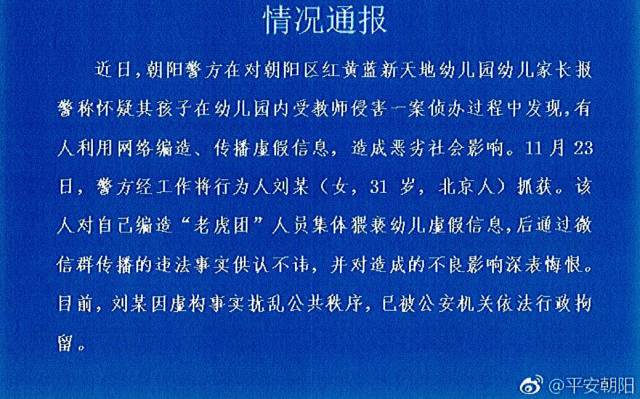 情况通报
近日，朝阳警方在对朝阳区红黄蓝新天地幼儿园幼儿家长报
警称怀疑其孩子在幼儿园内受教师侵害一案侦办过程中发现，有
人利用网络编造、传播虚假信息，造成恶劣社会影响。11 月 23
日，警方经工作将行为人刘某（女，31 岁，北京人）抓获。该
人对自己编造“老虎团”人员集体猥亵幼儿虚假信息，后通过微
信群传播的违法事实供认不讳，并对造成的不良影响深表悔恨。
目前，刘某因虚构事实扰乱公共秩序，已被公安机关依法行政拘
留。
@平安朝阳